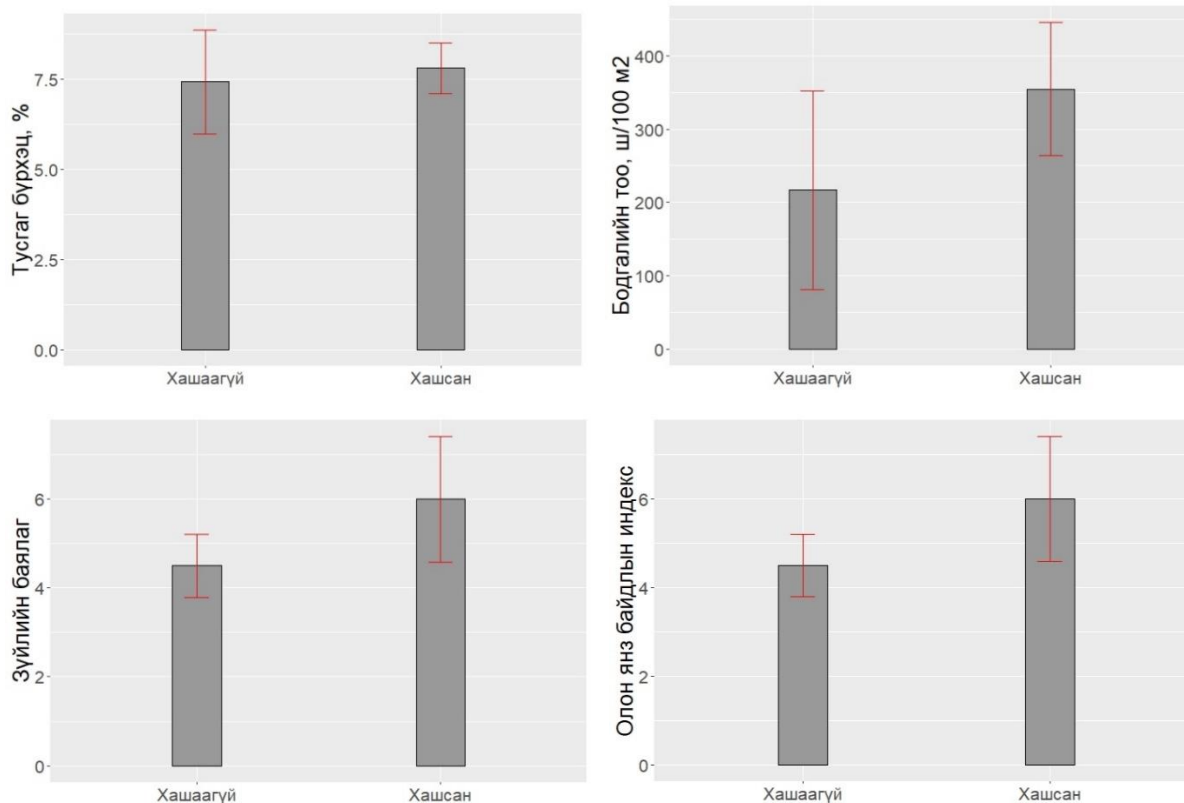 Тусгаг бүрхэц, %
7.5
5.0
2.5
0.0
Хашаагүй
Хашсан
Бодгалийн тоо, ш/100 м2
400
300
200
100
0
Хашаагүй
Хашсан
Зүйлийн баялаг
6
4
2
0
Хашаагүй
Хашсан
Олон янз байдлын индекс
6
4
2
0
Хашаагүй
Хашсан